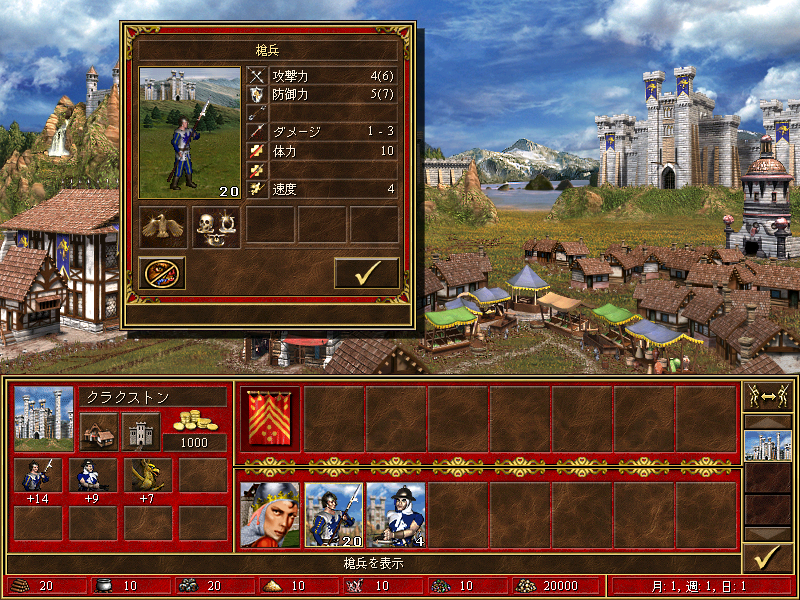 槍兵
攻撃力 4(6)
防御力 5(7)
ダメージ 1 - 3
体力 10
速度 4
20
クラクストン
1000
+14 +9 +7
20 4
槍兵を表示
20 10 20 10 10 10 20000 月: 1, 週: 1, 日: 1